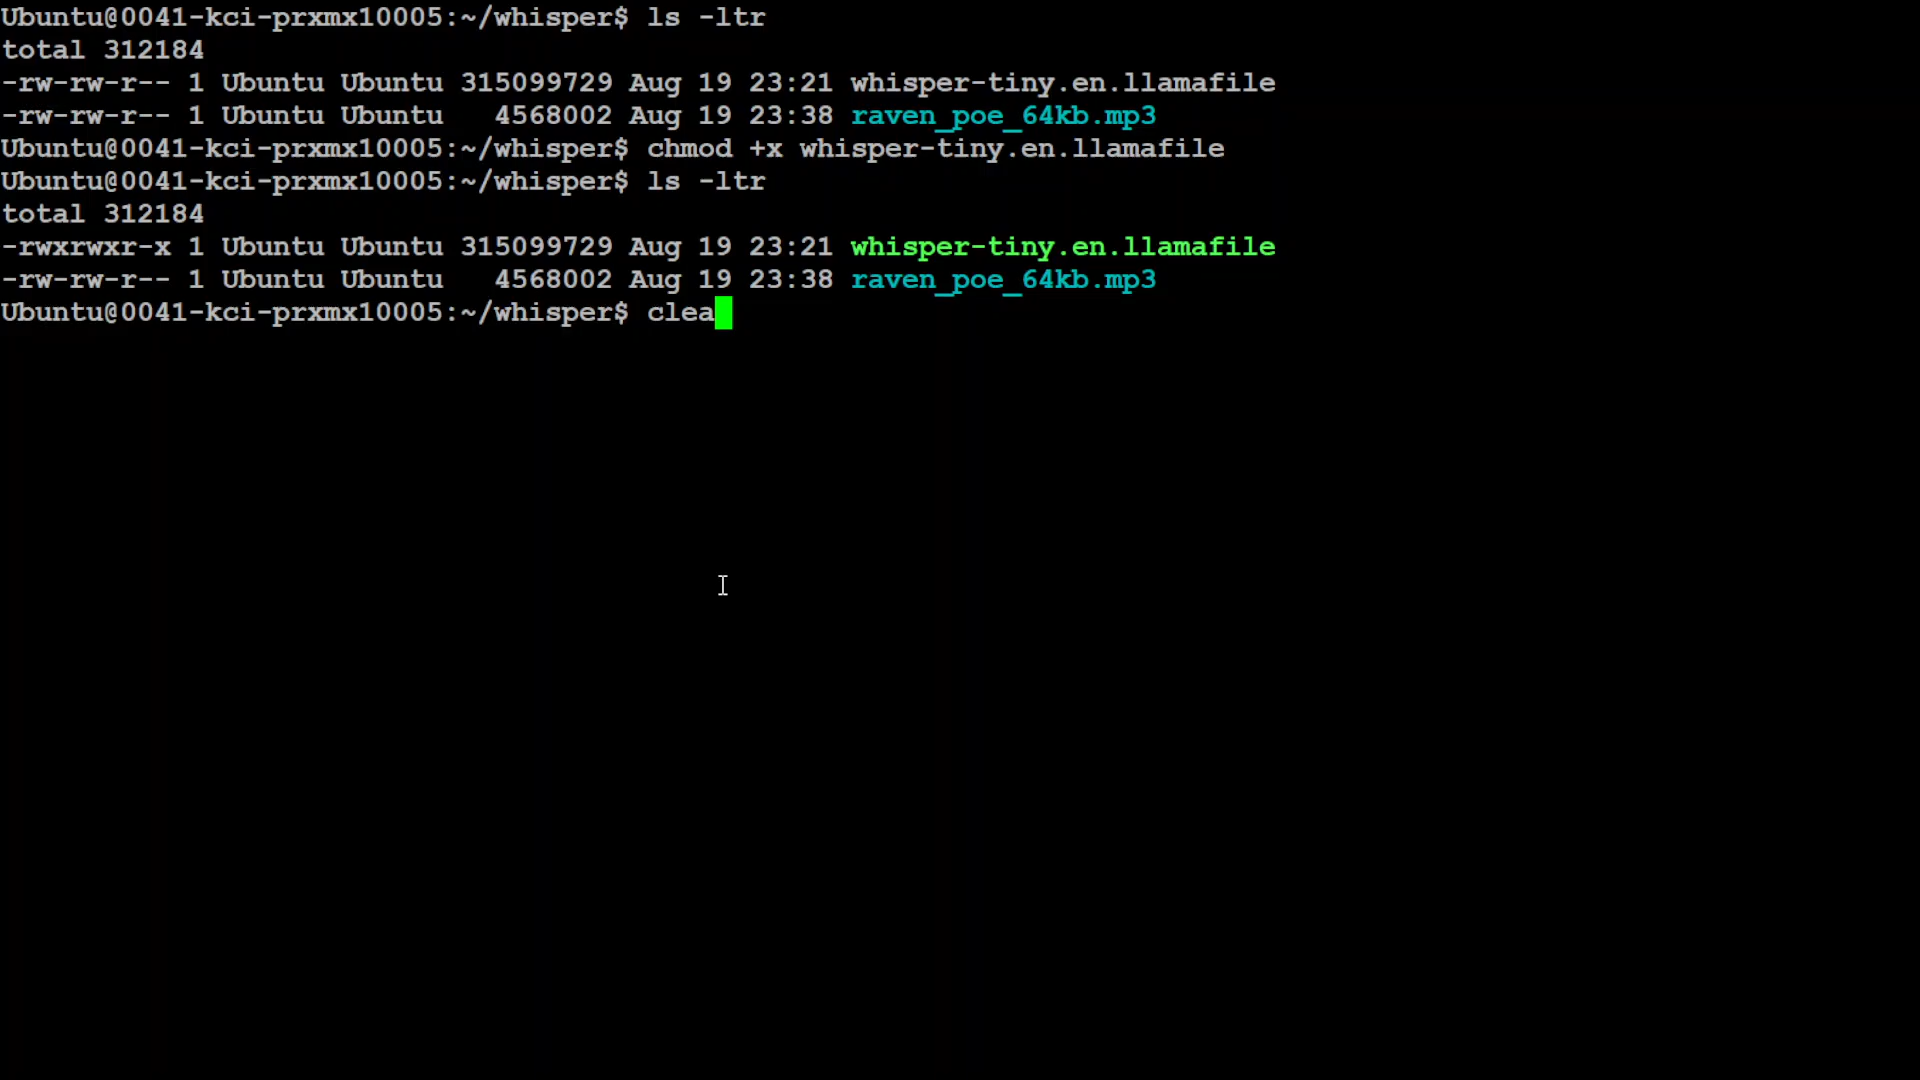 Ubuntu@0041-kci-prxmx10005:~/whisper$ ls -ltr
total 312184
-rw-rw-r-- 1 Ubuntu Ubuntu 315099729 Aug 19 23:21 whisper-tiny.en.llamafile
-rw-rw-r-- 1 Ubuntu Ubuntu   4568002 Aug 19 23:38 raven_poe_64kb.mp3
Ubuntu@0041-kci-prxmx10005:~/whisper$ chmod +x whisper-tiny.en.llamafile
Ubuntu@0041-kci-prxmx10005:~/whisper$ ls -ltr
total 312184
-rwxrwxr-x 1 Ubuntu Ubuntu 315099729 Aug 19 23:21 whisper-tiny.en.llamafile
-rw-rw-r-- 1 Ubuntu Ubuntu   4568002 Aug 19 23:38 raven_poe_64kb.mp3
Ubuntu@0041-kci-prxmx10005:~/whisper$ clea